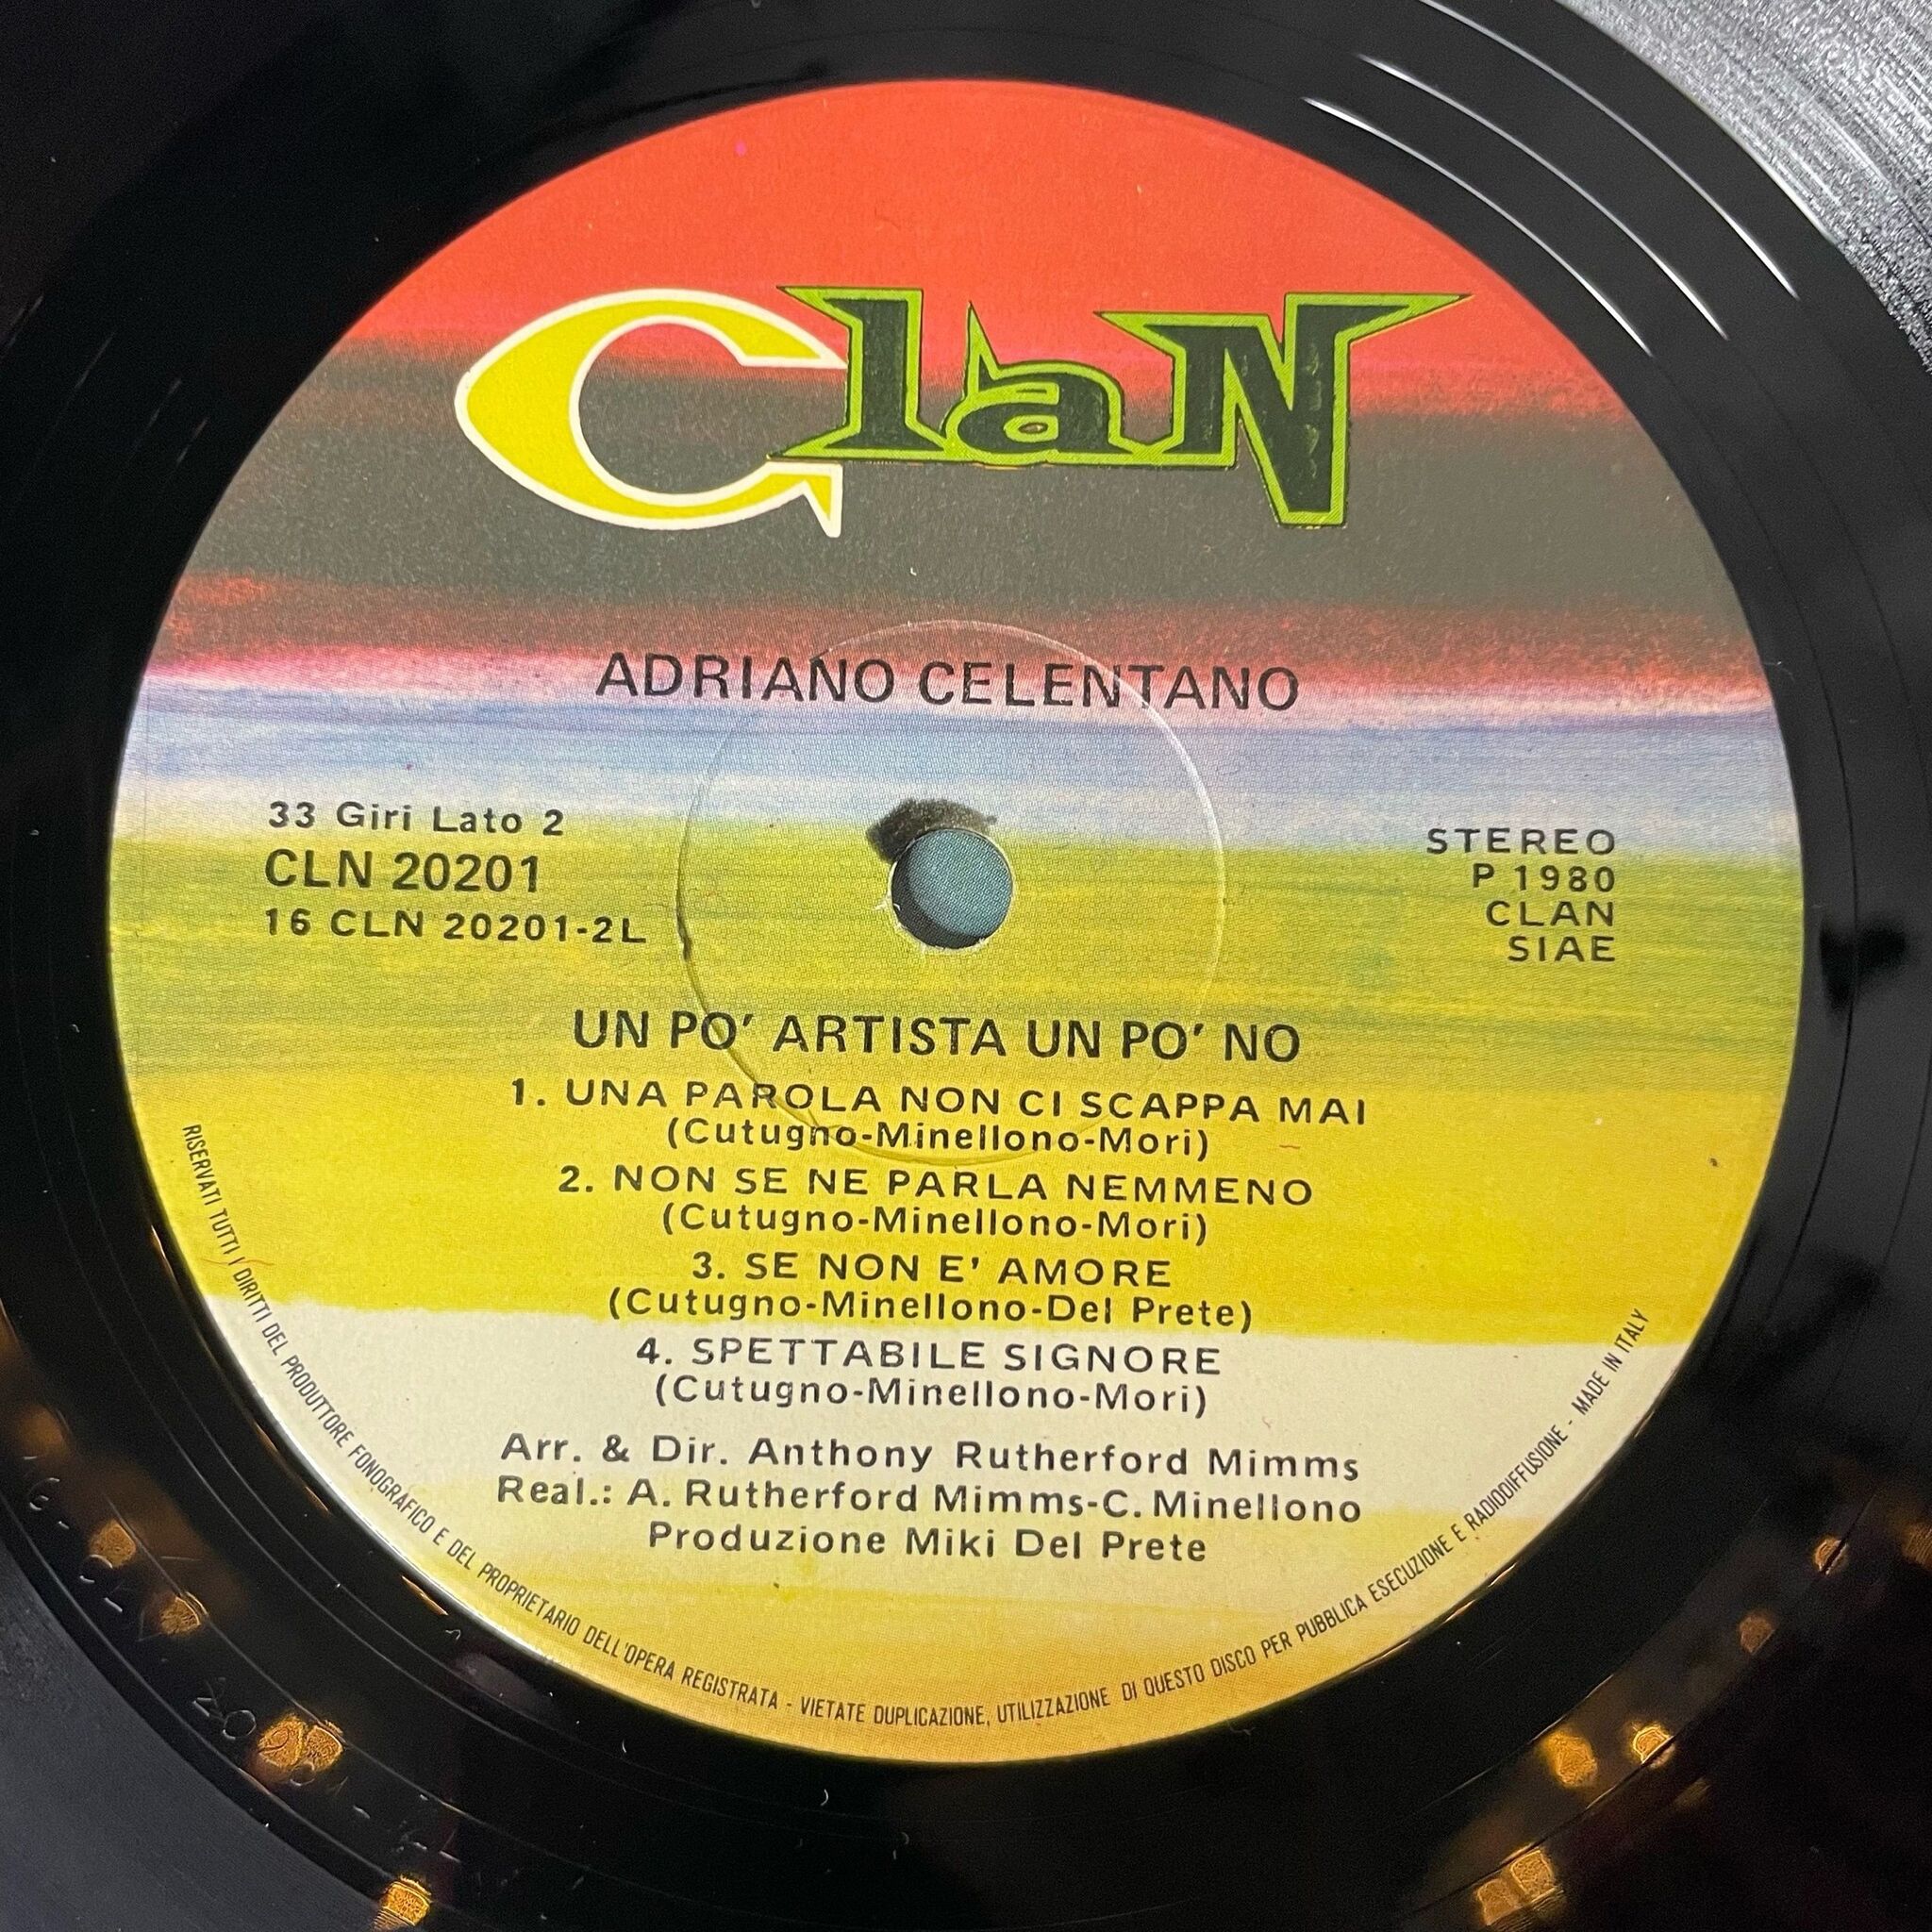 Clan
ADRIANO CELENTANO
33 Giri Lato 2
CLN 20201
16 CLN 20201-2L
STEREO
P 1980
CLAN
SIAE
UN PO' ARTISTA UN PO' NO
1. UNA PAROLA NON CI SCAPPA MAI
(Cutugno-Minellono-Mori)
2. NON SE NE PARLA NEMMENO
(Cutugno-Minellono-Mori)
3. SE NON E' AMORE
(Cutugno-Minellono-Del Prete)
4. SPETTABILE SIGNORE
(Cutugno-Minellono-Mori)
Arr. & Dir. Anthony Rutherford Mimms
Real.: A. Rutherford Mimms-C. Minellono
Produzione Miki Del Prete
RISERVATI TUTTI I DIRITTI DEL PRODUTTORE FONOGRAFICO E DEL PROPRIETARIO DELL'OPERA REGISTRATA - VIETATE DUPLICAZIONE, UTILIZZAZIONE DI QUESTO DISCO PER PUBBLICA ESECUZIONE E RADIODIFFUSIONE - MADE IN ITALY